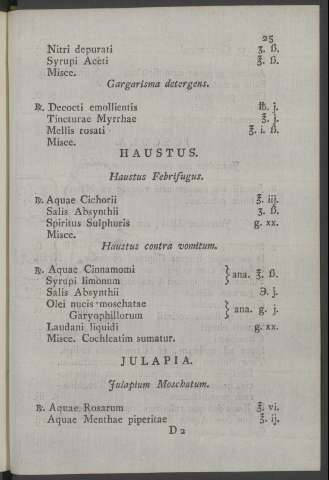 25
Nitri depurati ʒ. ß.
Syrupi Aceti ℥. ß.
Misce.
Gargarisma detergens.
℞. Decocti emollientis ℔. j.
Tincturae Myrrhae ℥. j.
Mellis rosati ℥. i. ß.
Misce.
HAUSTUS.
Haustus Febrifugus.
℞. Aquae Cichorii ℥. iij.
Salis Absynthii ʒ. ß.
Spiritus Sulphuris g. xx.
Misce.
Haustus contra vomitum.
℞. Aquae Cinnamomi
Syrupi limonum } ana. ℥. ß.
Salis Absynthii ℈. j.
Olei nucis moschatae
Garyophillorum } ana. g. j.
Laudani liquidi g. xx.
Misce. Cochleatim sumatur.
JULAPIA.
Julapium Moschatum.
℞. Aquae Rosarum ℥. vi.
Aquae Menthae piperitae ℥. ij.
D 2